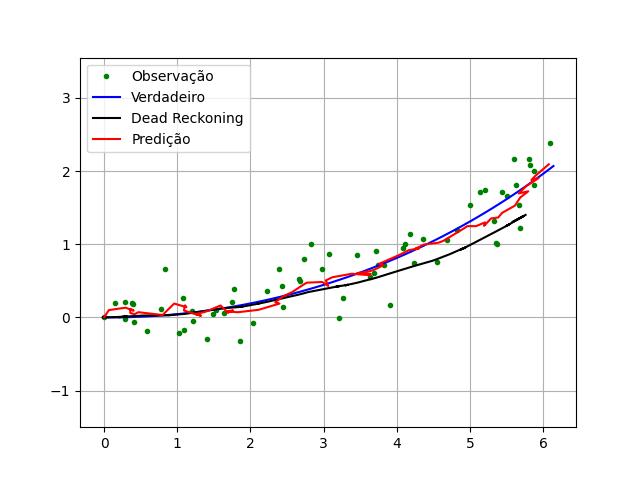 Observação
Verdadeiro
Dead Reckoning
Predição
3
2
1
0
−1
0 1 2 3 4 5 6